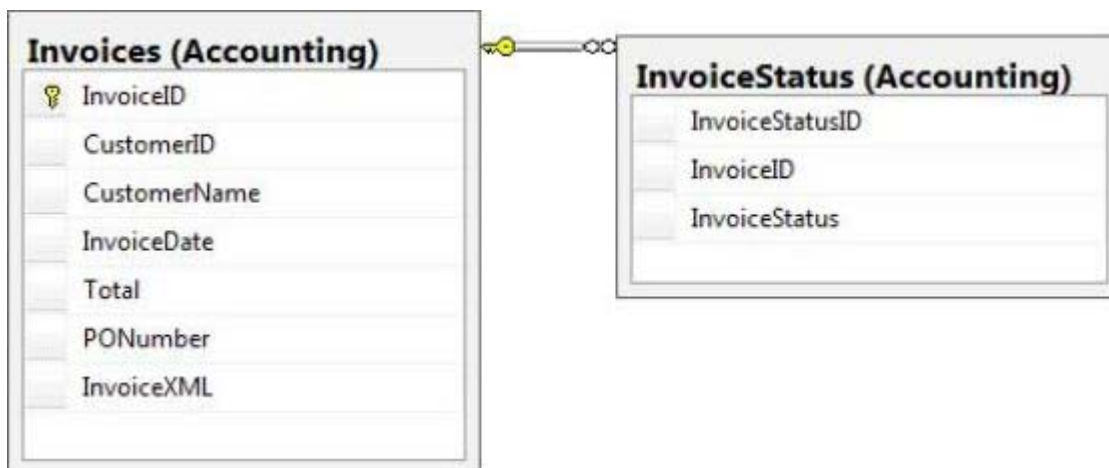 Invoices (Accounting)
InvoiceID
CustomerID
CustomerName
InvoiceDate
Total
PONumber
InvoiceXML
InvoiceStatus (Accounting)
InvoiceStatusID
InvoiceID
InvoiceStatus